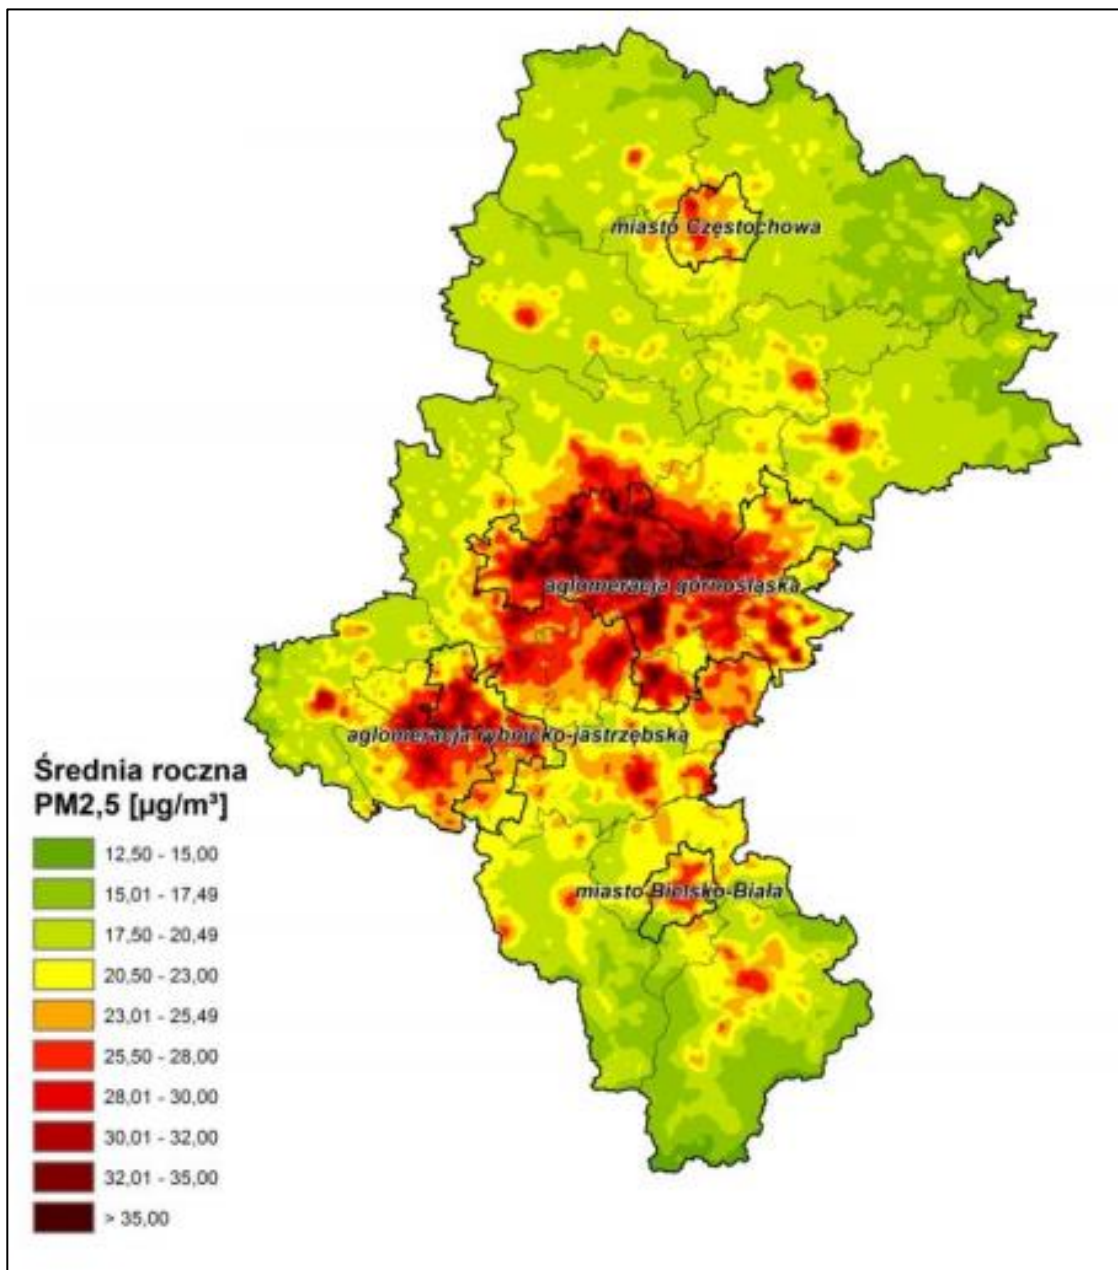 miasto Częstochowa
aglomeracja górnośląska
aglomeracja rybnicko-jastrzębska
miasto Bielsko-Biała
Średnia roczna
PM2,5 [µg/m³]
12,50 - 15,00
15,01 - 17,49
17,50 - 20,49
20,50 - 23,00
23,01 - 25,49
25,50 - 28,00
28,01 - 30,00
30,01 - 32,00
32,01 - 35,00
> 35,00